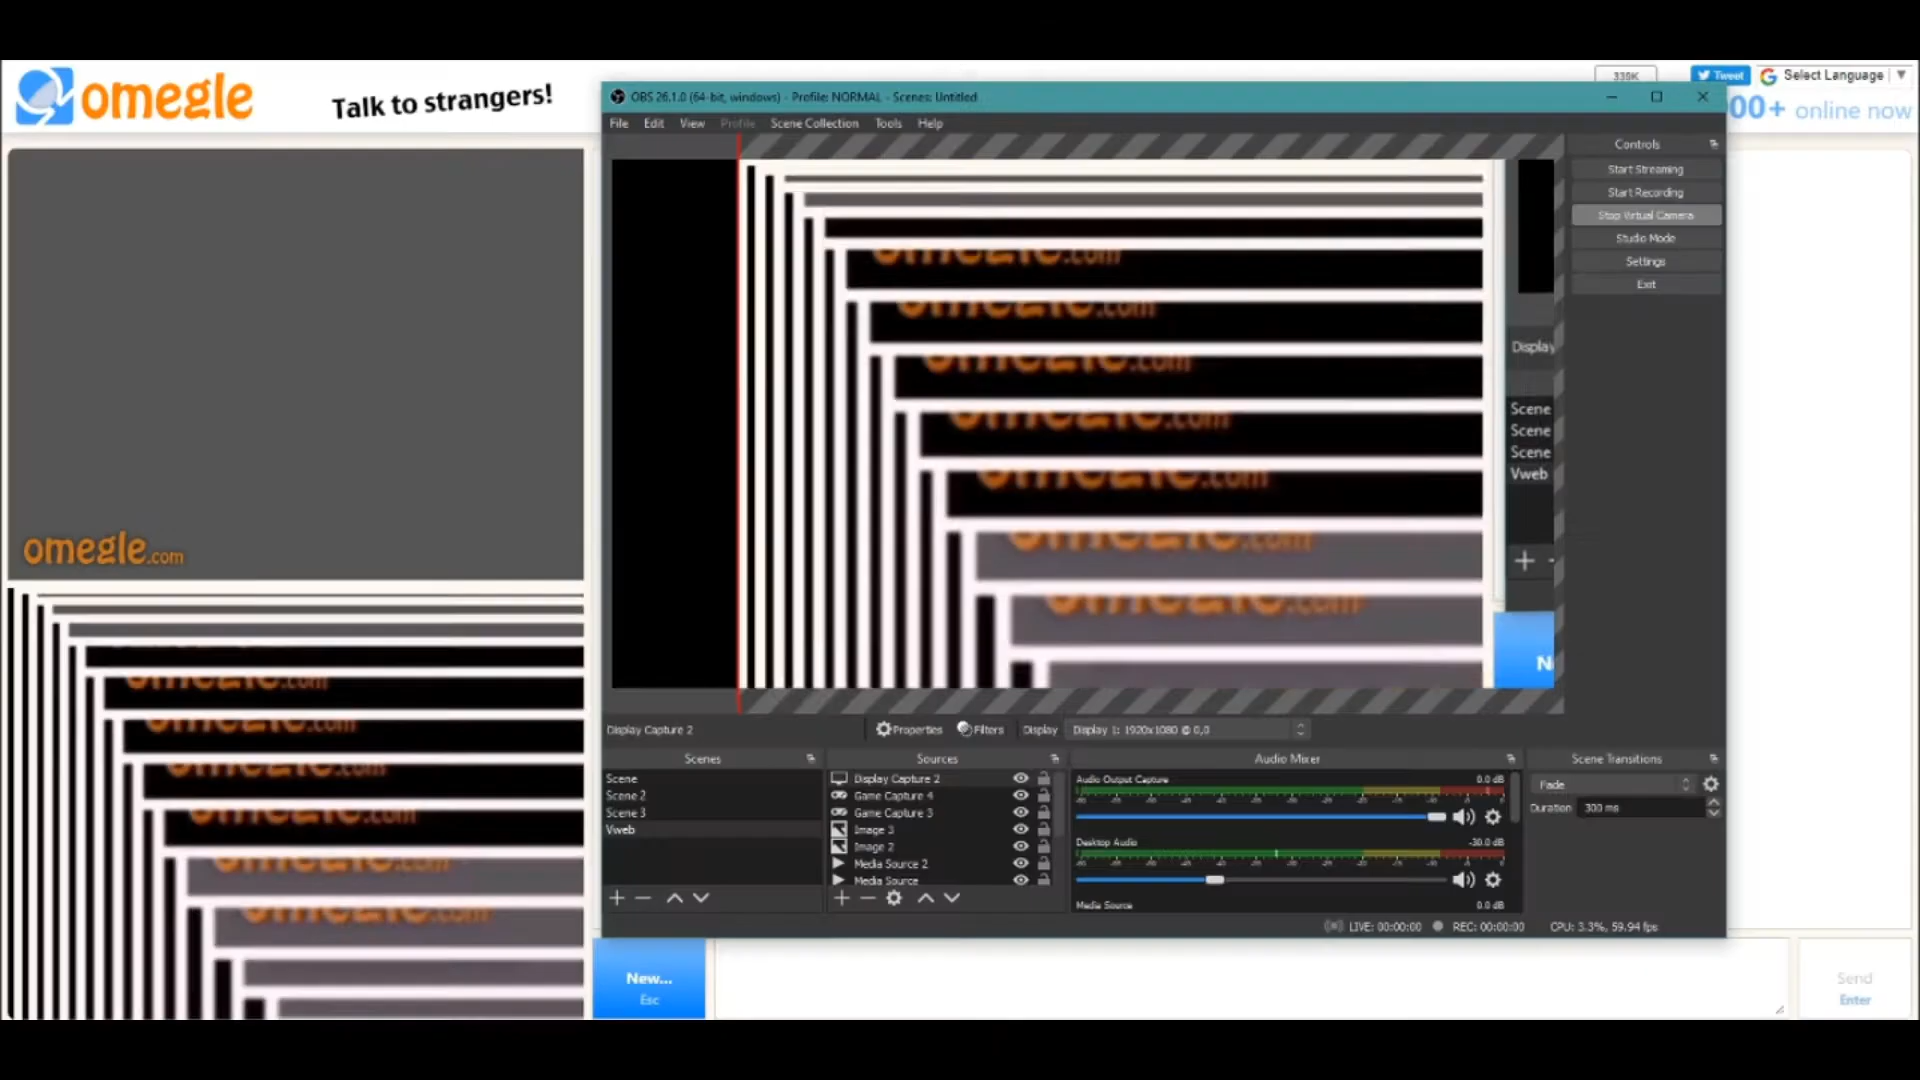 omegle
Talk to strangers!
339K
Tweet
Select Language
00+ online now
OBS 26.1.0 (64-bit, windows) - Profile: NORMAL - Scenes: Untitled
File Edit View Profile Scene Collection Tools Help
Controls
Start Streaming
Start Recording
Stop Virtual Camera
Studio Mode
Settings
Exit
Display
Scene
Scene
Scene
Vweb
N
omegle.com
Display Capture 2
Properties Filters Display Display 1: 1920x1080 @ 0,0
Scenes
Scene
Scene 2
Scene 3
Vweb
Sources
Display Capture 2
Game Capture 4
Game Capture 3
Image 3
Image 2
Media Source 2
Media Source
Audio Mixer
Audio Output Capture 0.0 dB
Desktop Audio -30.0 dB
Media Source 0.0 dB
Scene Transitions
Fade
Duration 300 ms
LIVE: 00:00:00 REC: 00:00:00 CPU: 3.3%, 59.94 fps
New...
Esc
Send
Enter